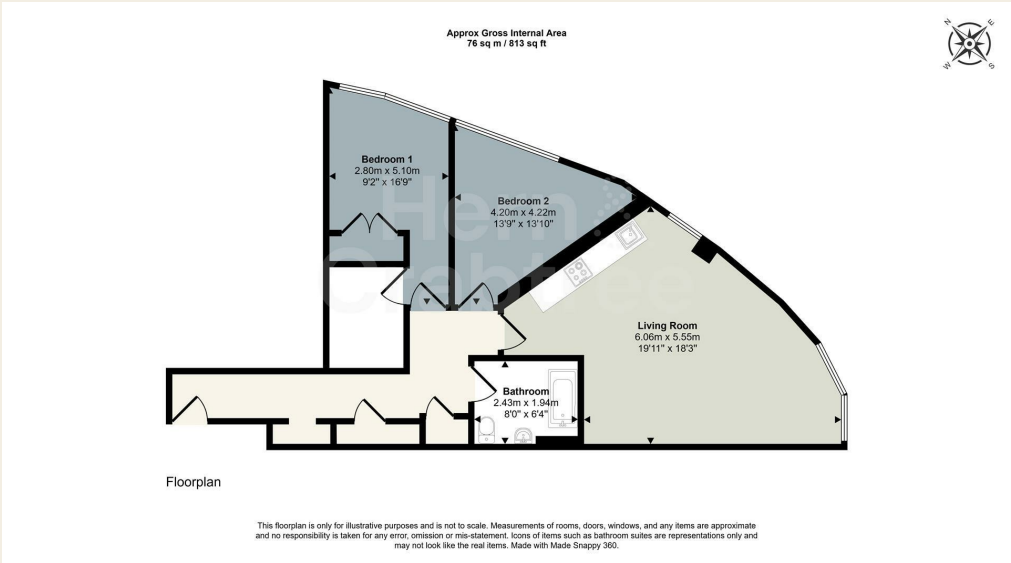 Approx Gross Internal Area
76 sq m / 813 sq ft
N
E
W
S
Bedroom 1
2.80m x 5.10m
9'2" x 16'9"
Bedroom 2
4.20m x 4.22m
13'9" x 13'10"
Hern
Crabtree
Living Room
6.06m x 5.55m
19'11" x 18'3"
Bathroom
2.43m x 1.94m
8'0" x 6'4"
Floorplan
This floorplan is only for illustrative purposes and is not to scale. Measurements of rooms, doors, windows, and any items are approximate
and no responsibility is taken for any error, omission or mis-statement. Icons of items such as bathroom suites are representations only and
may not look like the real items. Made with Made Snappy 360.